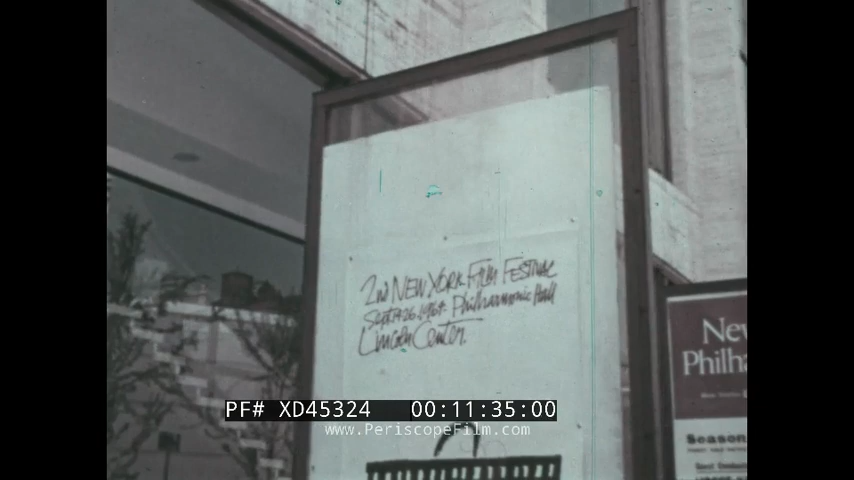 2nd NEW YORK FILM FESTIVAL
Sept. 14-26. 1964. Philharmonic Hall
Lincoln Center.
New
Philha
Season
PF# XD45324 00:11:35:00
www.PeriscopeFilm.com